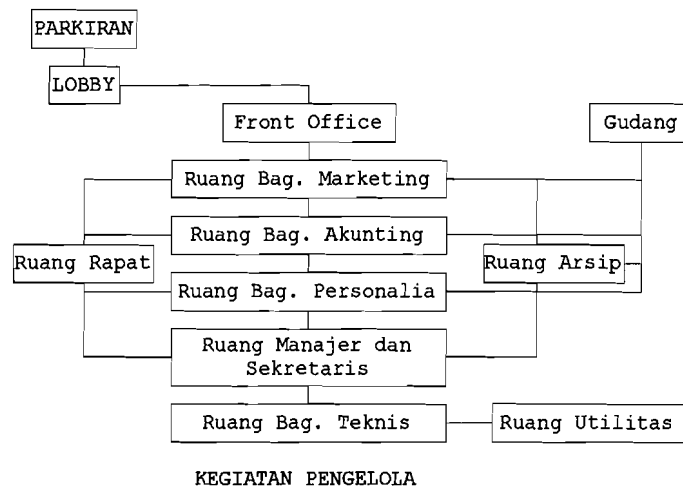 PARKIRAN
LOBBY
Front Office
Gudang
Ruang Bag. Marketing
Ruang Bag. Akunting
Ruang Rapat
Ruang Arsip
Ruang Bag. Personalia
Ruang Manajer dan
Sekretaris
Ruang Bag. Teknis
Ruang Utilitas
KEGIATAN PENGELOLA